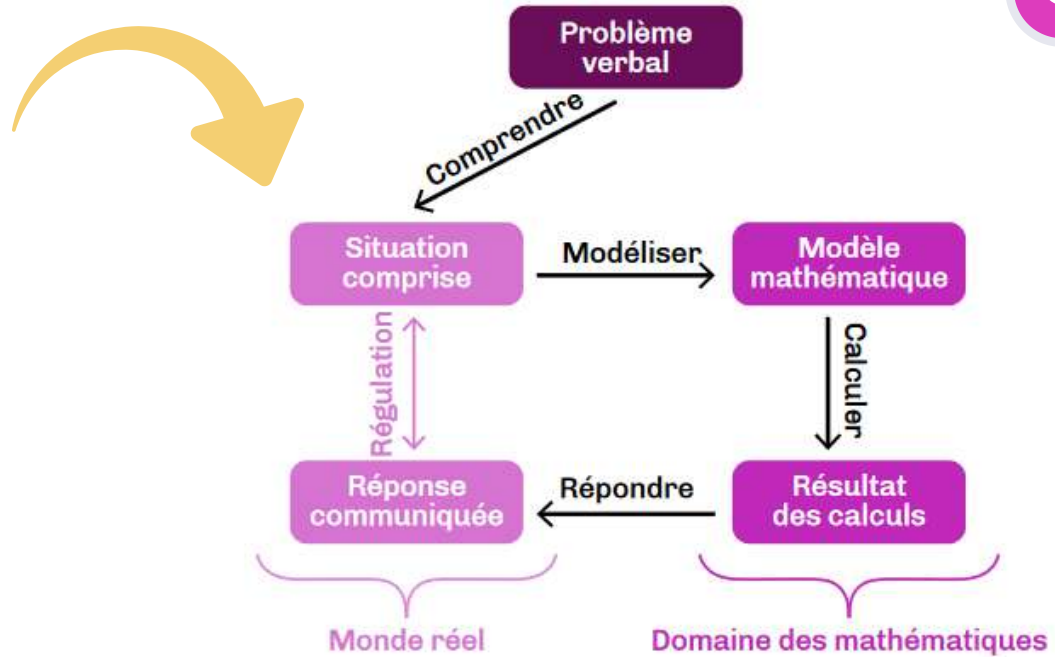 Problème
verbal
Comprendre
Situation
comprise
Modéliser
Modèle
mathématique
Régulation
Calculer
Réponse
communiquée
Répondre
Résultat
des calculs
Monde réel
Domaine des mathématiques